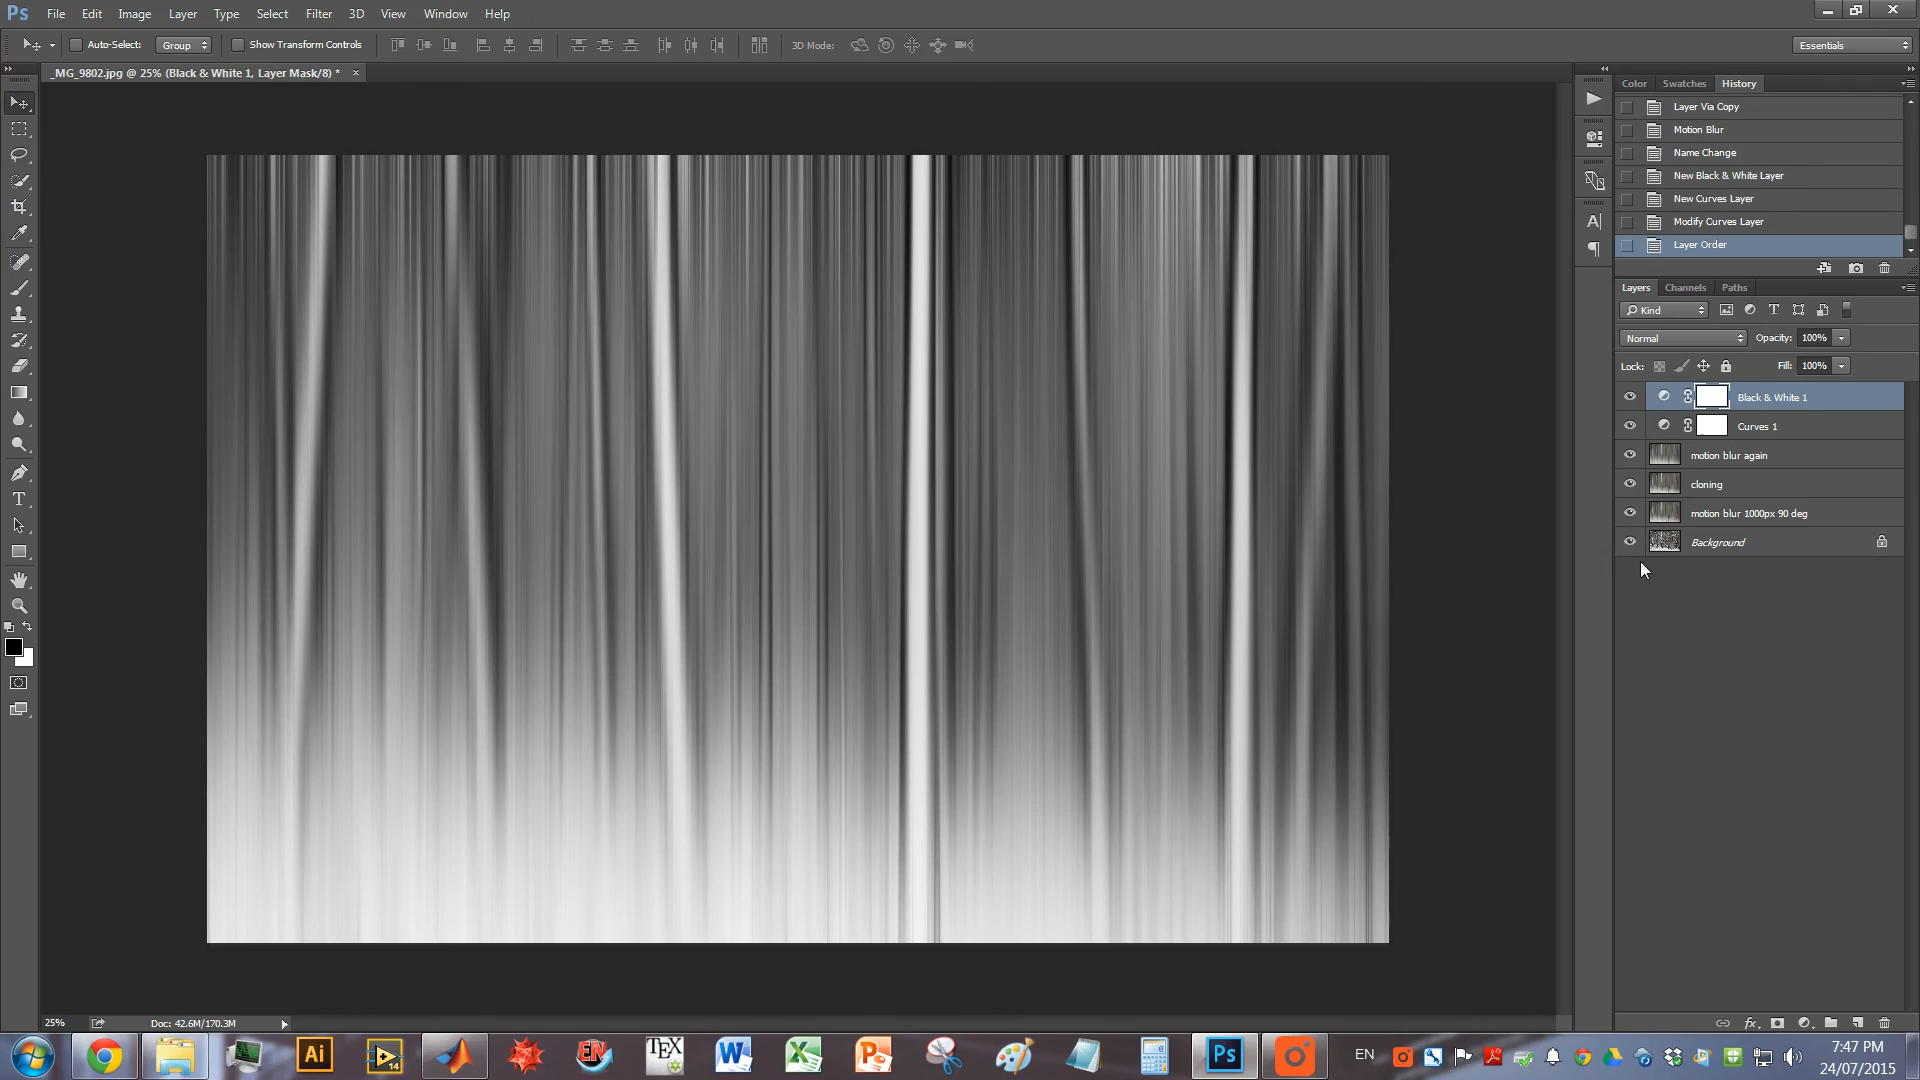 Ps File Edit Image Layer Type Select Filter 3D View Window Help
Auto-Select: Group Show Transform Controls 3D Mode: Essentials
_MG_9802.jpg @ 25% (Black & White 1, Layer Mask/8) * ×
Color Swatches History
Layer Via Copy
Motion Blur
Name Change
New Black & White Layer
New Curves Layer
Modify Curves Layer
Layer Order
Layers Channels Paths
Kind
Normal Opacity: 100%
Lock: Fill: 100%
Black & White 1
Curves 1
motion blur again
cloning
motion blur 1000px 90 deg
Background
25% Doc: 42.6M/170.3M
EN
7:47 PM
24/07/2015